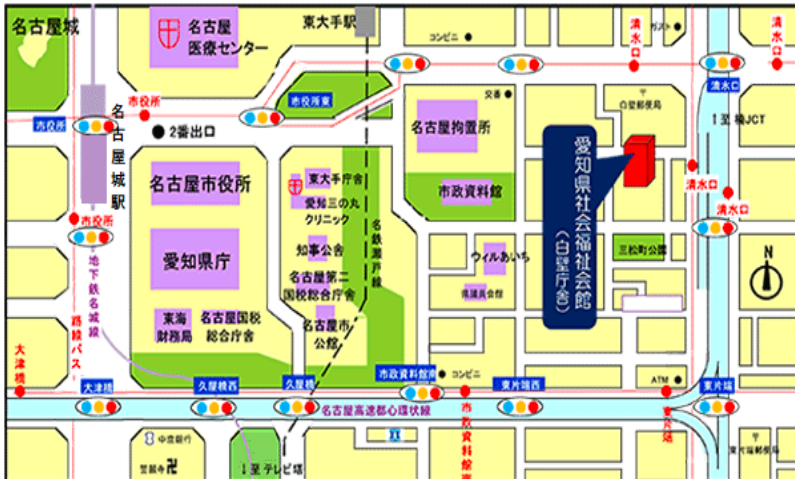 名古屋城
名古屋
医療センター
東大手駅
コンビニ
清水口
ガスト
清水口
市役所
市役所
名古屋城駅
2番出口
市役所東
交番
名古屋拘置所
〒
白壁郵便局
清水口
至 楠JCT
名古屋市役所
東大手庁舎
愛知三の丸
クリニック
市政資料館
愛知県社会福祉会館
(白壁庁舎)
清水口
清水口
市役所
地下鉄名城線
愛知県庁
知事公舎
名古屋第二
国税総合庁舎
名鉄瀬戸線
ウィルあいち
県議員会館
三松町公園
N
東海
財務局
名古屋国税
総合庁舎
名古屋市
公館
大津橋
路線バス
大津橋
久屋橋西
久屋橋
市政資料館南
コンビニ
東片端西
ATM
東片端
名古屋高速都心環状線
市政資料館南
東片端
中京銀行
卍
至 テレビ塔
〒
東片端郵便局